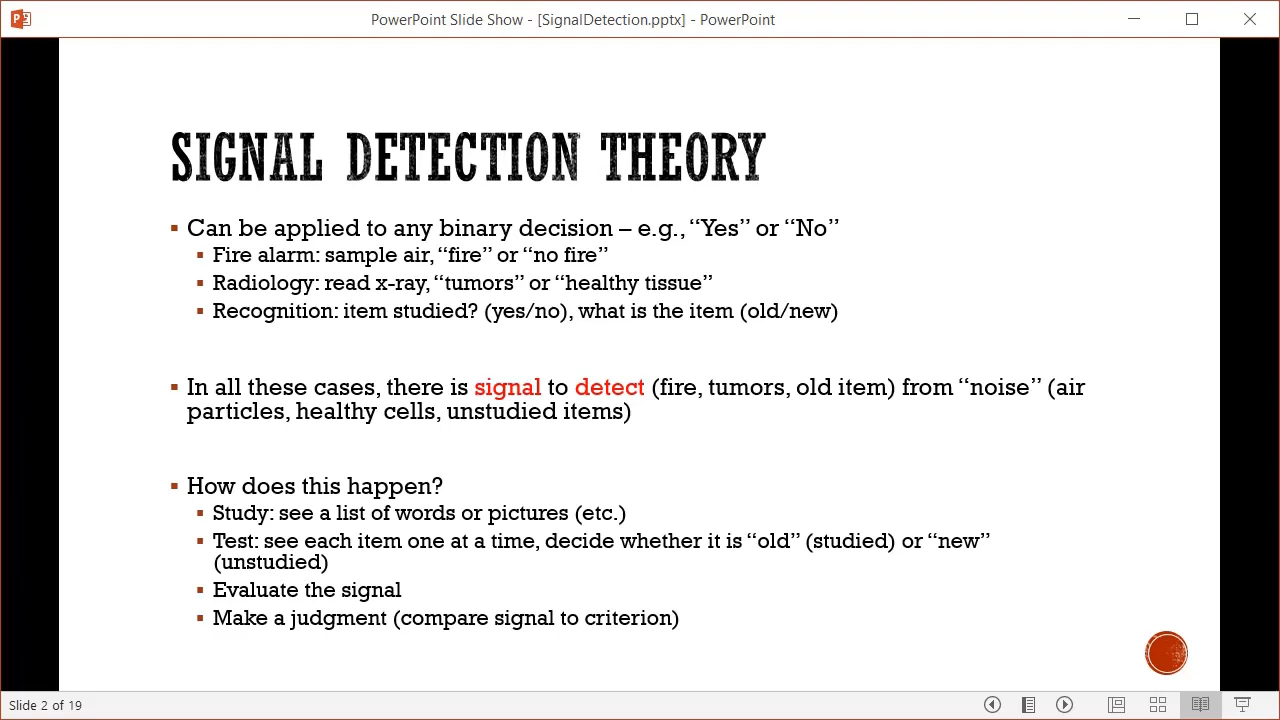 PowerPoint Slide Show - [SignalDetection.pptx] - PowerPoint
SIGNAL DETECTION THEORY
▪ Can be applied to any binary decision – e.g., “Yes” or “No”
▪ Fire alarm: sample air, “fire” or “no fire”
▪ Radiology: read x-ray, “tumors” or “healthy tissue”
▪ Recognition: item studied? (yes/no), what is the item (old/new)
▪ In all these cases, there is signal to detect (fire, tumors, old item) from “noise” (air
particles, healthy cells, unstudied items)
▪ How does this happen?
▪ Study: see a list of words or pictures (etc.)
▪ Test: see each item one at a time, decide whether it is “old” (studied) or “new”
(unstudied)
▪ Evaluate the signal
▪ Make a judgment (compare signal to criterion)
Slide 2 of 19